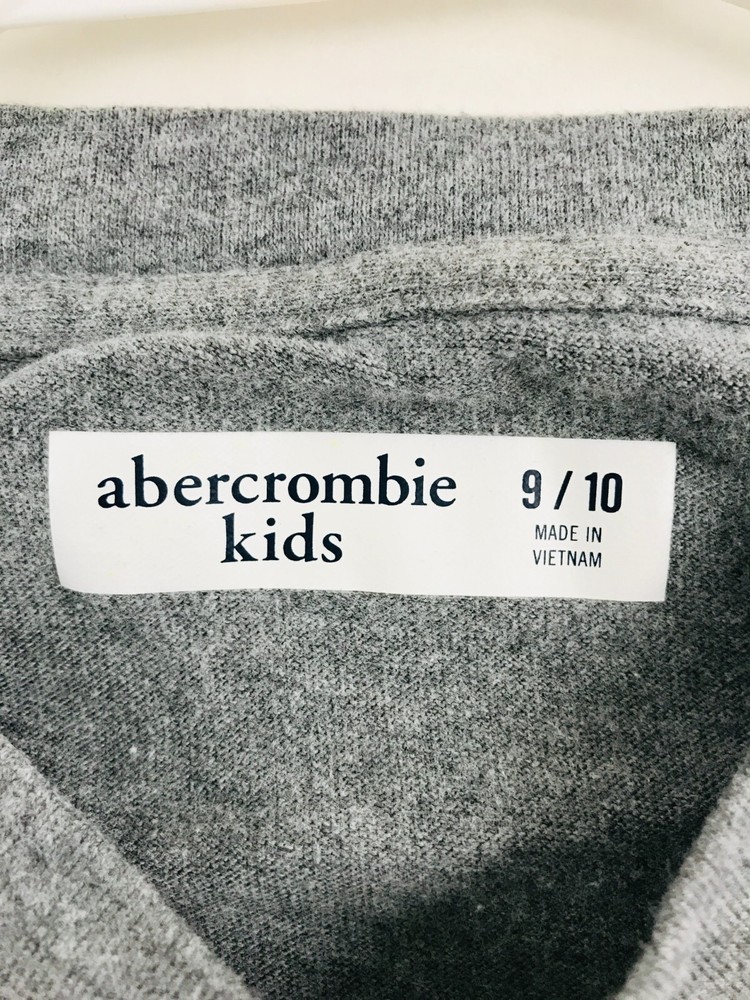 abercrombie
kids
9 / 10
MADE IN
VIETNAM